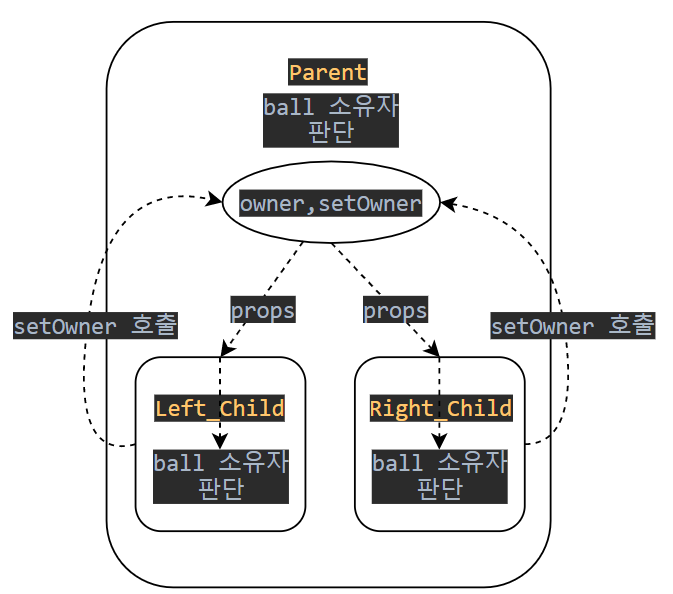 Parent
ball 소유자
판단
owner,setOwner
props
props
setOwner 호출
setOwner 호출
Left_Child
Right_Child
ball 소유자
판단
ball 소유자
판단